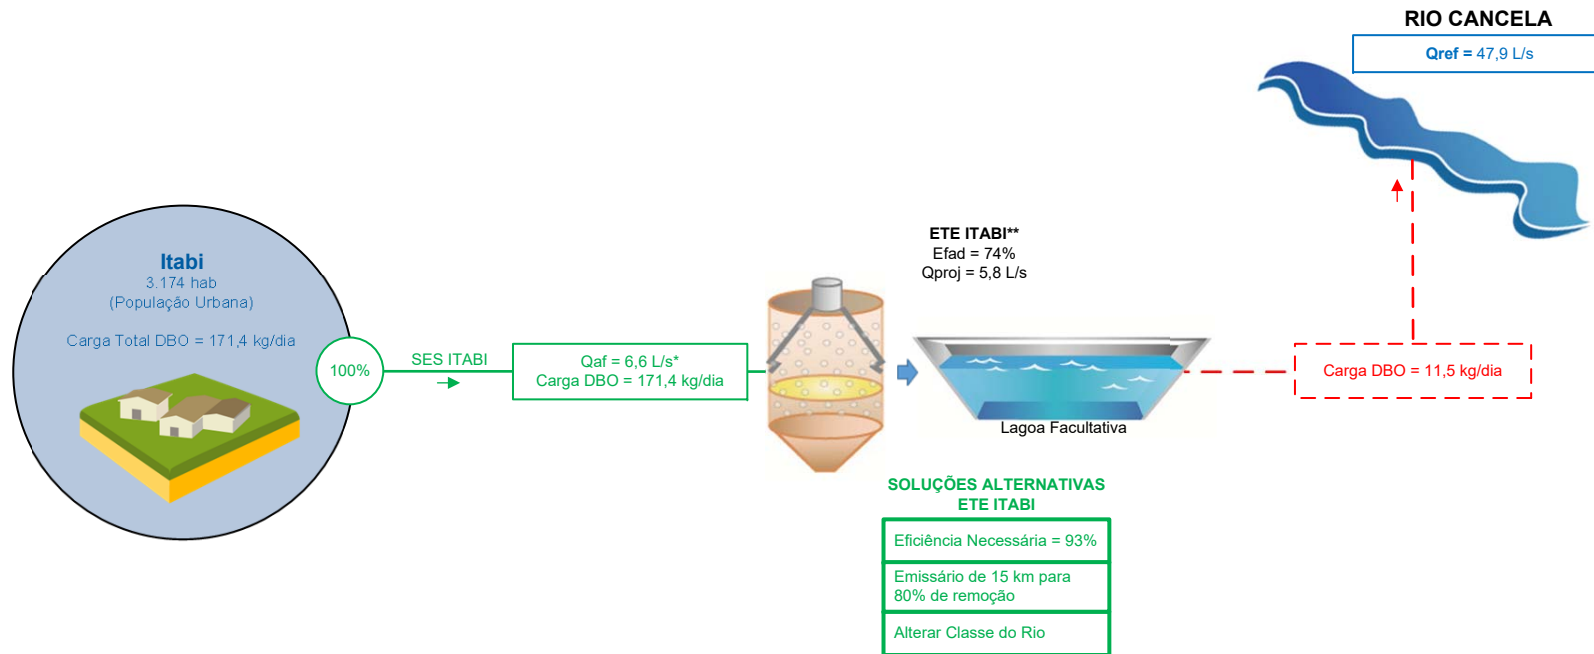 RIO CANCELA
Qref = 47,9 L/s
Itabi
3.174 hab
(População Urbana)
Carga Total DBO = 171,4 kg/dia
100%
SES ITABI
Qaf = 6,6 L/s*
Carga DBO = 171,4 kg/dia
ETE ITABI**
Efad = 74%
Qproj = 5,8 L/s
Lagoa Facultativa
Carga DBO = 11,5 kg/dia
SOLUÇÕES ALTERNATIVAS
ETE ITABI
Eficiência Necessária = 93%
Emissário de 15 km para
80% de remoção
Alterar Classe do Rio